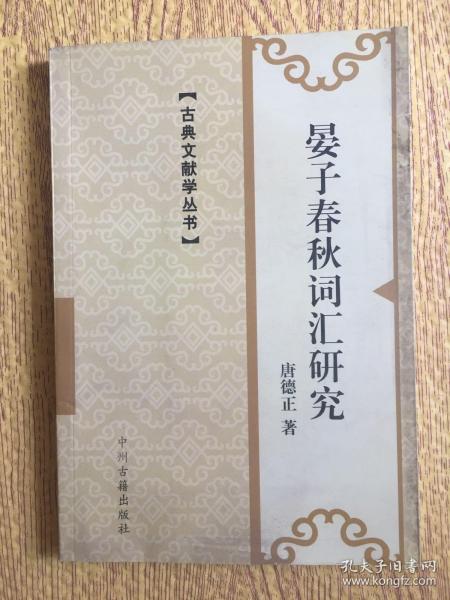 晏子春秋词汇研究
唐德正 著
【古典文献学丛书】
中州古籍出版社
孔夫子旧书网
www.kongfz.com